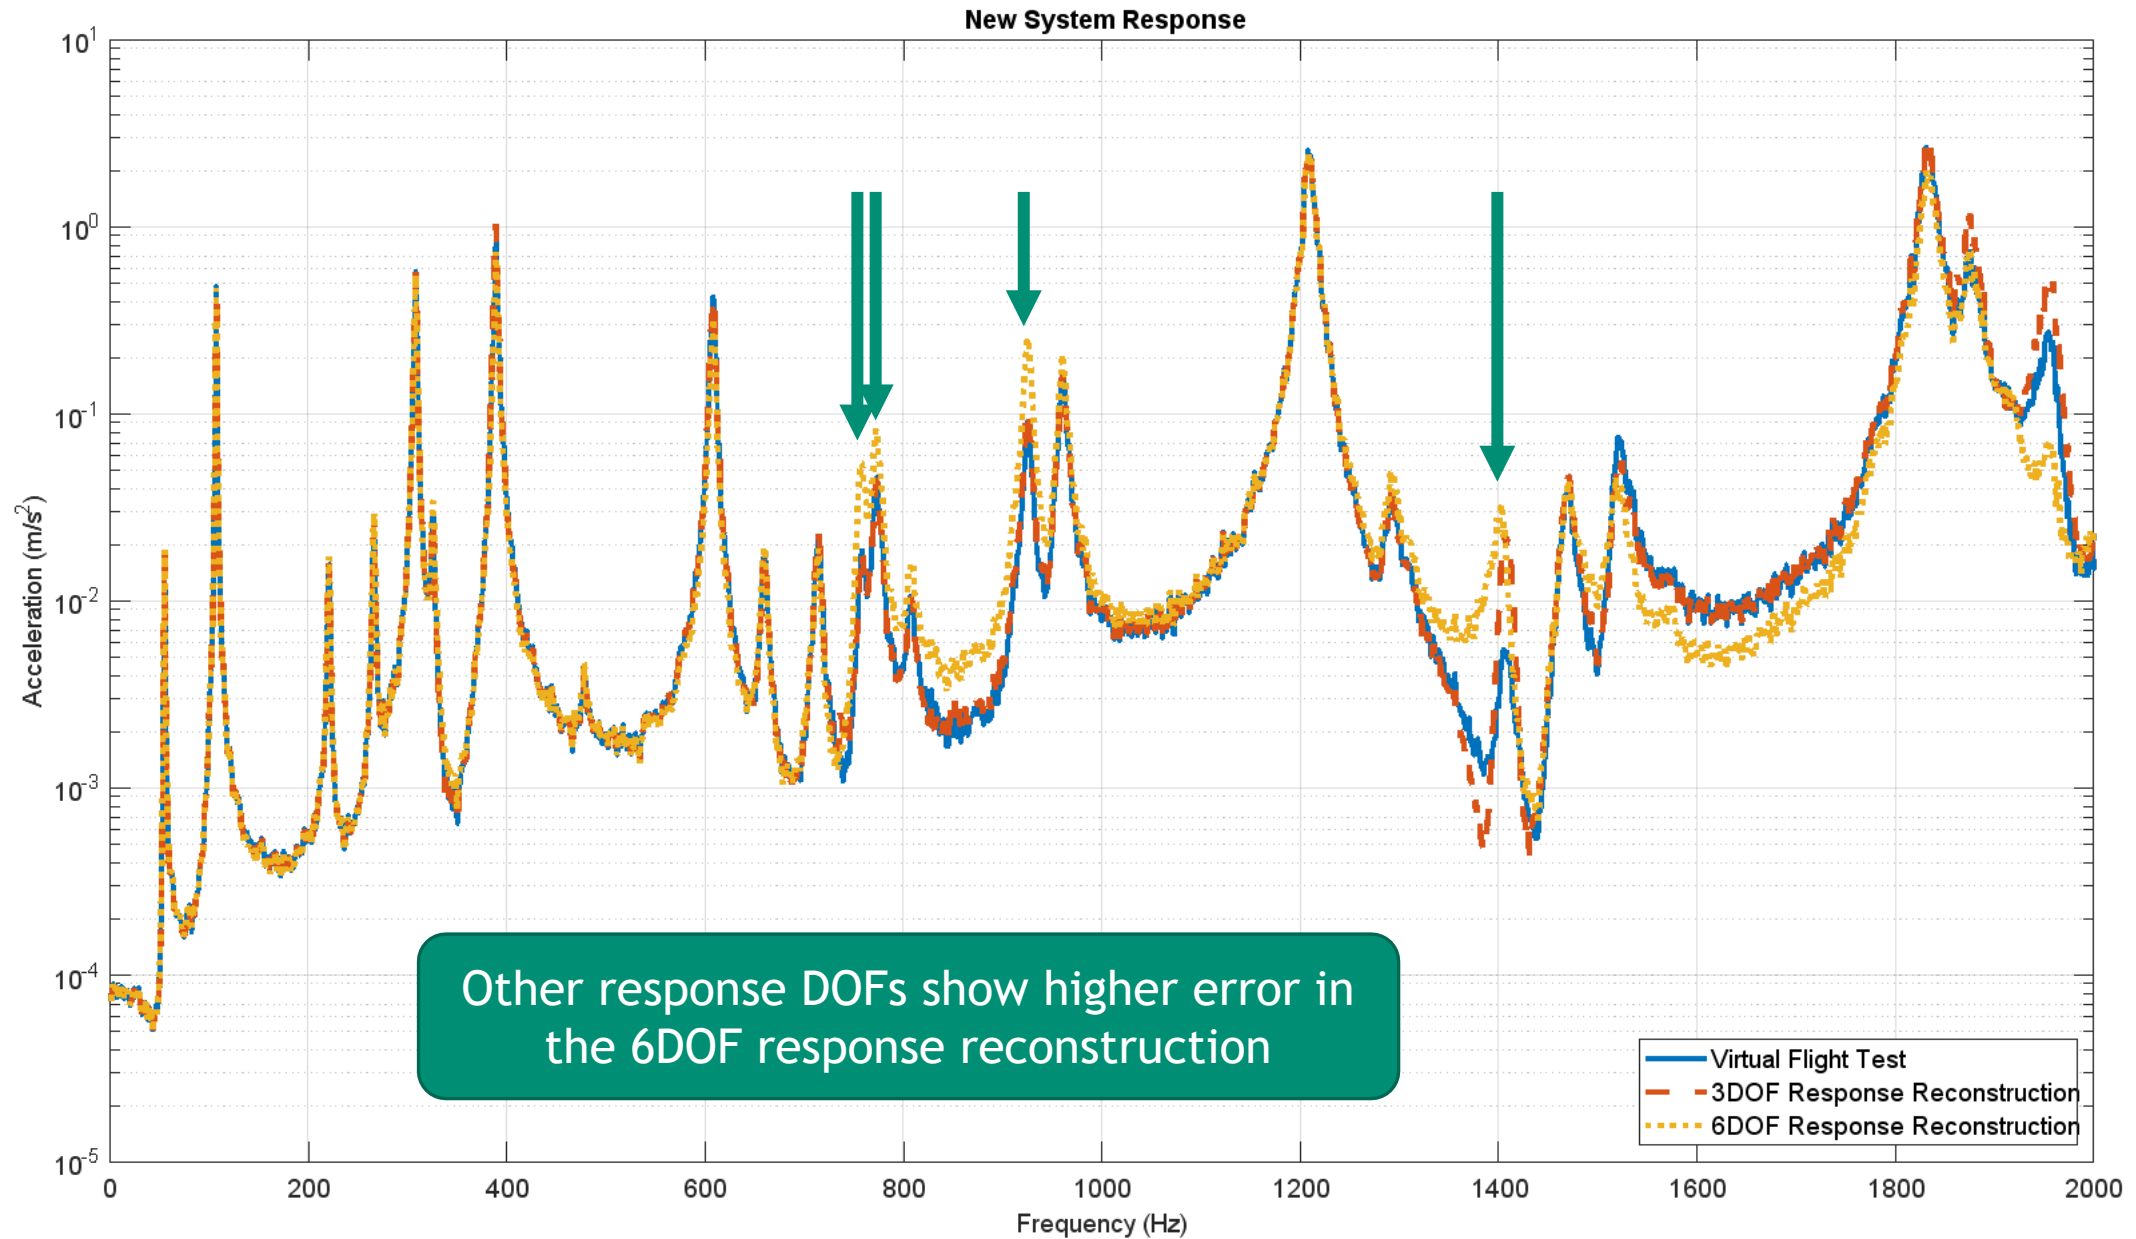 New System Response
10^1
10^0
10^-1
10^-2
10^-3
10^-4
10^-5
Acceleration (m/s^2)
Other response DOFs show higher error in
the 6DOF response reconstruction
Virtual Flight Test
3DOF Response Reconstruction
6DOF Response Reconstruction
0 200 400 600 800 1000 1200 1400 1600 1800 2000
Frequency (Hz)